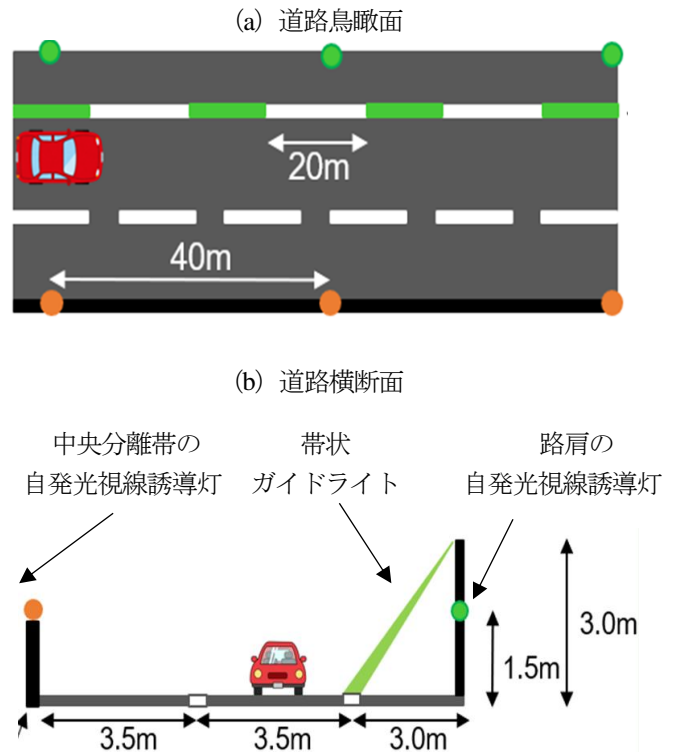 (a) 道路鳥瞰面
20m
40m
(b) 道路横断面
中央分離帯の
自発光視線誘導灯
帯状
ガイドライト
路肩の
自発光視線誘導灯
3.0m
1.5m
3.5m
3.5m
3.0m